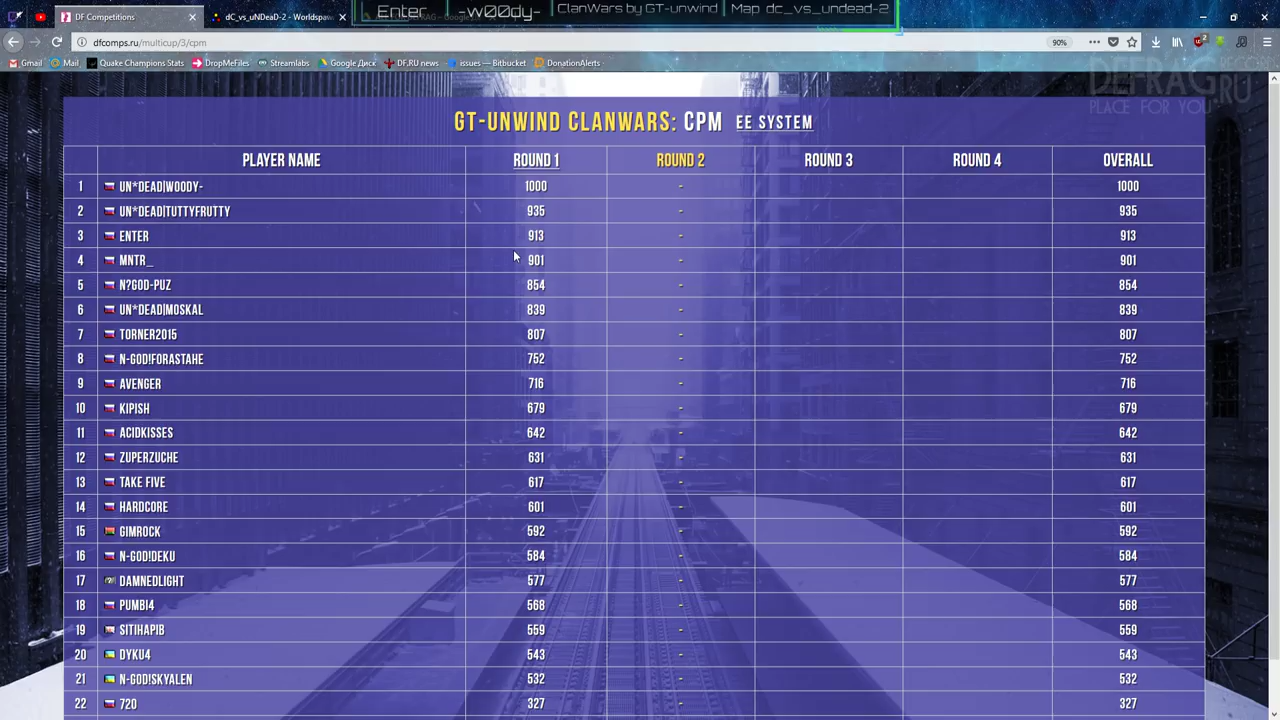 DF Competitions
dC_vs_uNDeaD-2 - Worldspaw
Enter
-w00dy-
ClanWars by GT-unwind
Map dc_vs_undead-2
dfcomps.ru/multicup/3/cpm
90%
Gmail
Mail
Quake Champions Stats
DropMeFiles
Streamlabs
Google Диск
DF.RU news
issues — Bitbucket
DonationAlerts
DEFRAG.RU
PLACE FOR YOU
GT-UNWIND CLANWARS: CPM EE SYSTEM
PLAYER NAME ROUND 1 ROUND 2 ROUND 3 ROUND 4 OVERALL
1 UN*DEAD|WOODY- 1000 - 1000
2 UN*DEAD|TUTTYFRUTTY 935 - 935
3 ENTER 913 - 913
4 MNTR_ 901 - 901
5 N?GOD-PUZ 854 - 854
6 UN*DEAD|MOSKAL 839 - 839
7 TORNER2015 807 - 807
8 N-GOD!FORASTAHE 752 - 752
9 AVENGER 716 - 716
10 KIPISH 679 - 679
11 ACIDKISSES 642 - 642
12 ZUPERZUCHE 631 - 631
13 TAKE FIVE 617 - 617
14 HARDCORE 601 - 601
15 GIMROCK 592 - 592
16 N-GOD!DEKU 584 - 584
17 DAMNEDLIGHT 577 - 577
18 PUMBI4 568 - 568
19 SITIHAPIB 559 - 559
20 DYKU4 543 - 543
21 N-GOD!SKYALEN 532 - 532
22 720 327 - 327